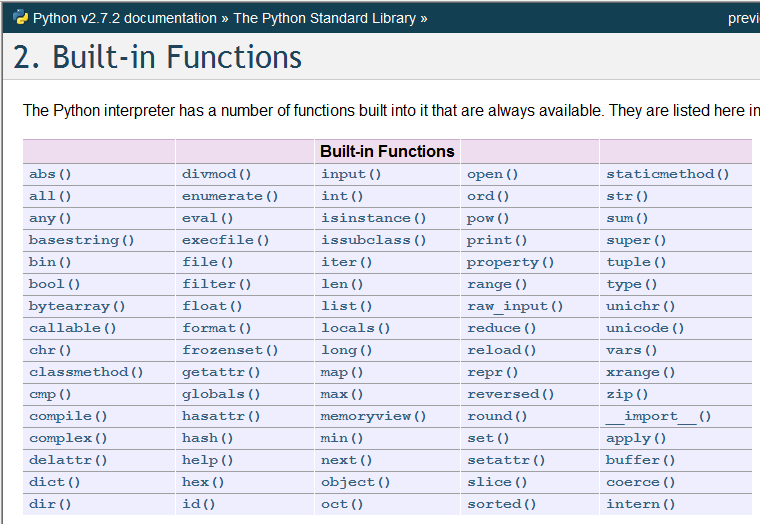 Python v2.7.2 documentation » The Python Standard Library » previ
2. Built-in Functions
The Python interpreter has a number of functions built into it that are always available. They are listed here in
Built-in Functions
abs() divmod() input() open() staticmethod()
all() enumerate() int() ord() str()
any() eval() isinstance() pow() sum()
basestring() execfile() issubclass() print() super()
bin() file() iter() property() tuple()
bool() filter() len() range() type()
bytearray() float() list() raw_input() unichr()
callable() format() locals() reduce() unicode()
chr() frozenset() long() reload() vars()
classmethod() getattr() map() repr() xrange()
cmp() globals() max() reversed() zip()
compile() hasattr() memoryview() round() __import__()
complex() hash() min() set() apply()
delattr() help() next() setattr() buffer()
dict() hex() object() slice() coerce()
dir() id() oct() sorted() intern()